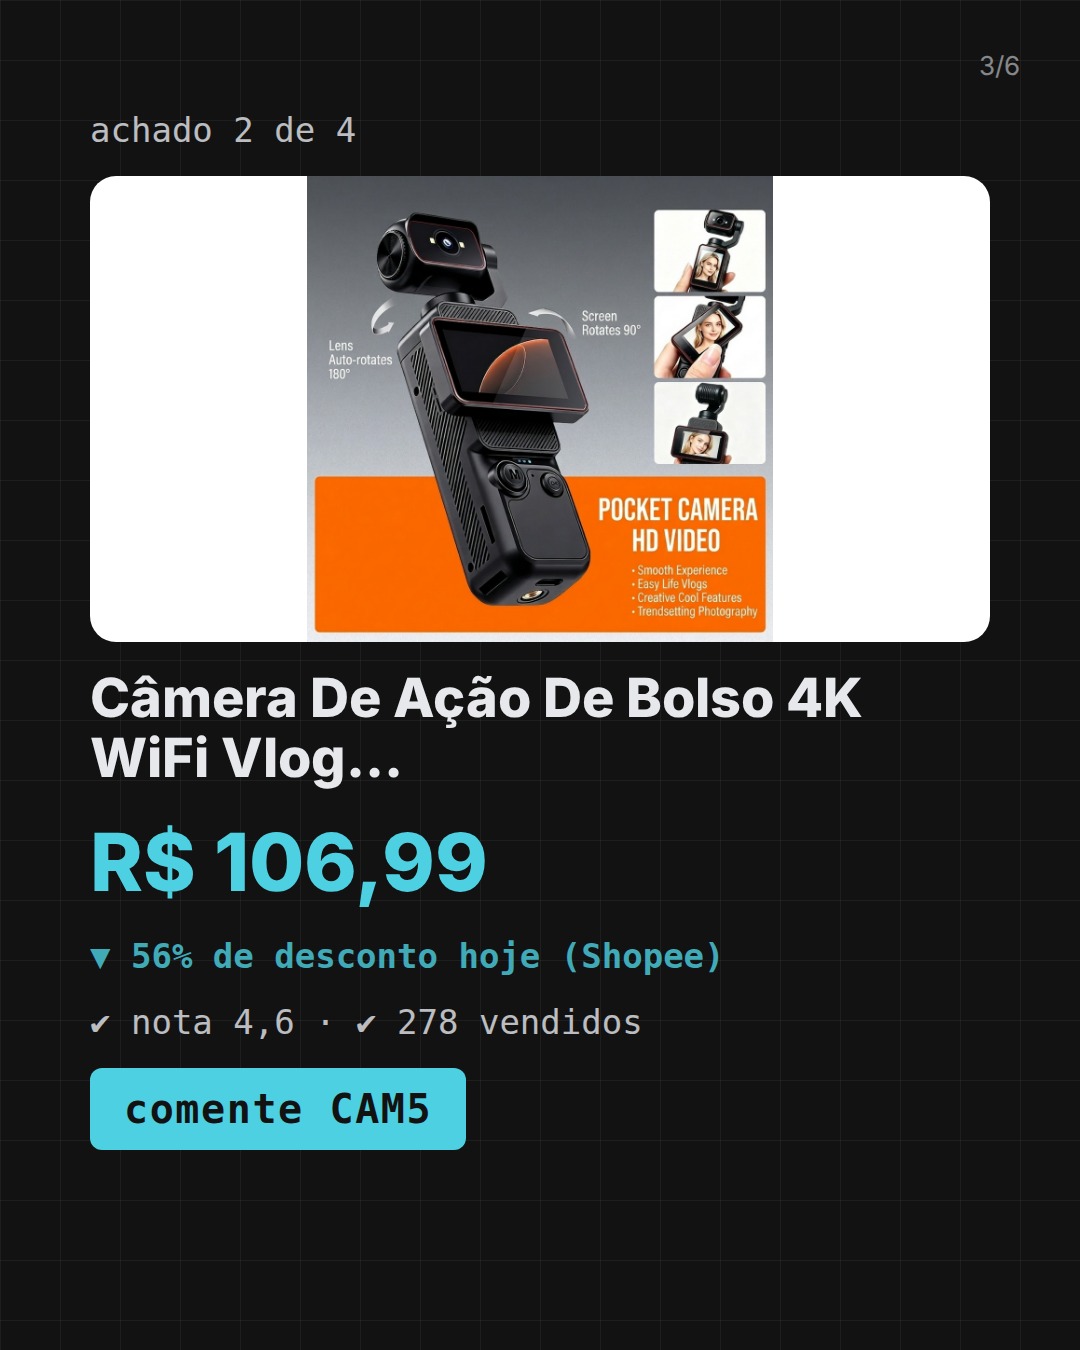 3/6
achado 2 de 4
Lens
Auto-rotates
180°
Screen
Rotates 90°
POCKET CAMERA
HD VIDEO
• Smooth Experience
• Easy Life Vlogs
• Creative Cool Features
• Trendsetting Photography
Câmera De Ação De Bolso 4K
WiFi Vlog...
R$ 106,99
▼ 56% de desconto hoje (Shopee)
✔ nota 4,6 · ✔ 278 vendidos
comente CAM5